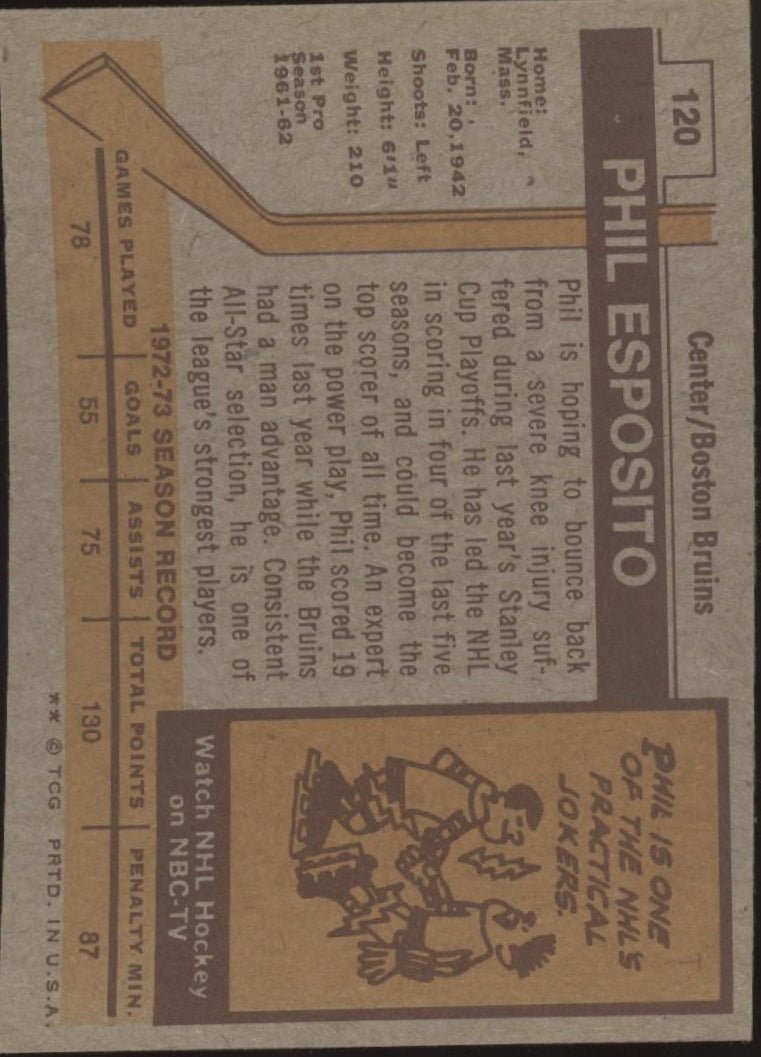 120
Center/Boston Bruins
PHIL ESPOSITO
Home:
Lynnfield,
Mass.
Born:
Feb. 20,1942
Shoots: Left
Height: 6'1"
Weight: 210
1st Pro
Season
1961-62
Phil is hoping to bounce back
from a severe knee injury suf-
fered during last year's Stanley
Cup Playoffs. He has led the NHL
in scoring in four of the last five
seasons, and could become the
top scorer of all time. An expert
on the power play, Phil scored 19
times last year while the Bruins
had a man advantage. Consistent
All-Star selection, he is one of
the league's strongest players.
PHIL IS ONE
OF THE NHL'S
PRACTICAL
JOKERS.
Watch NHL Hockey
on NBC-TV
1972-73 SEASON RECORD
GAMES PLAYED GOALS ASSISTS TOTAL POINTS PENALTY MIN.
78 55 75 130 87
** © TCG PRTD. IN U.S.A.